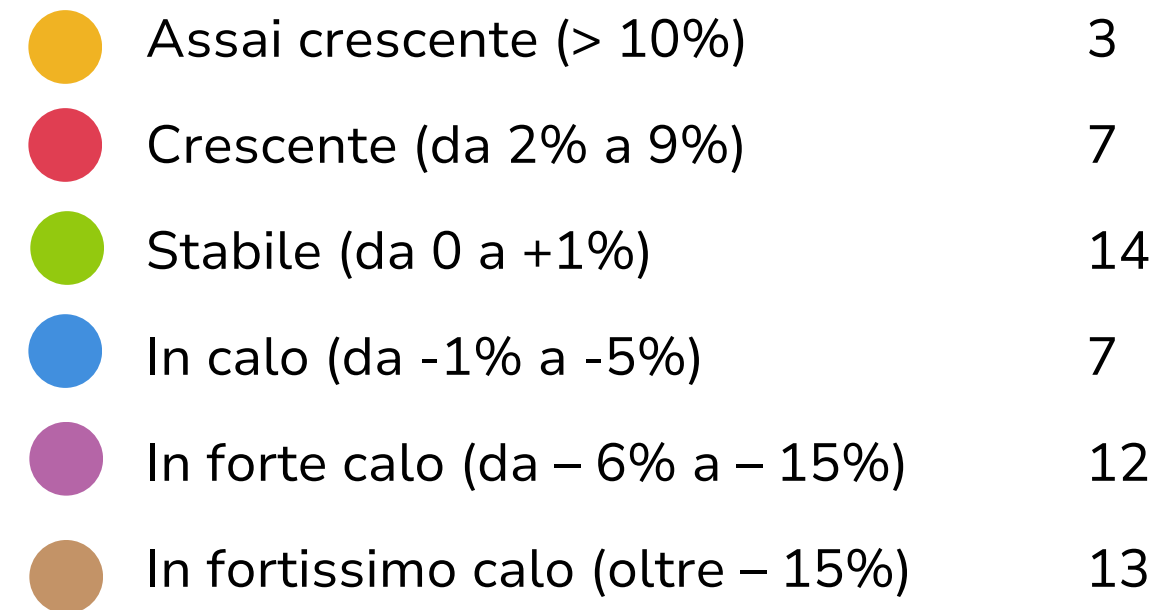 Assai crescente (> 10%) 3
Crescente (da 2% a 9%) 7
Stabile (da 0 a +1%) 14
In calo (da -1% a -5%) 7
In forte calo (da – 6% a – 15%) 12
In fortissimo calo (oltre – 15%) 13